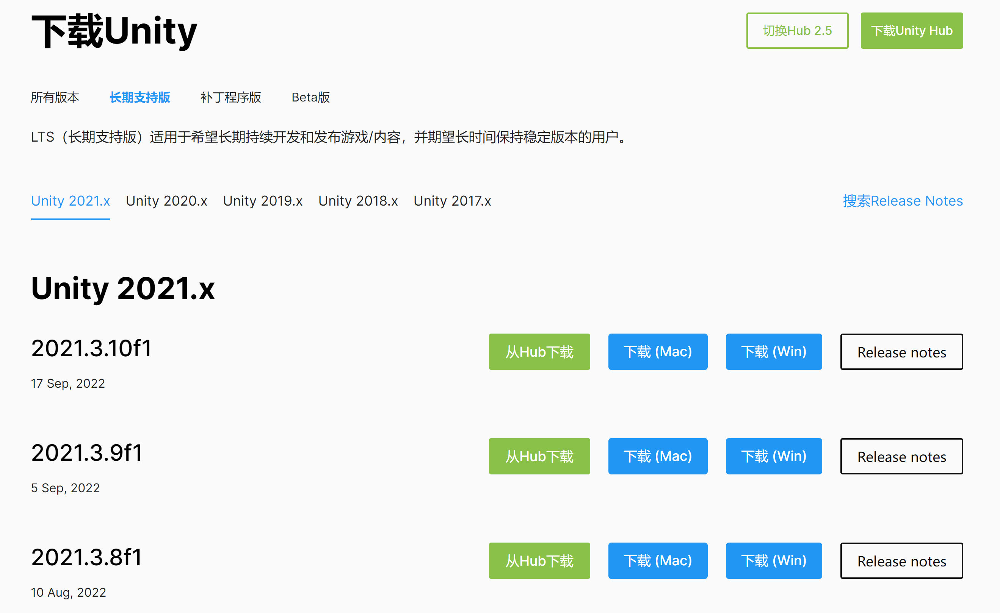 下载Unity
切换Hub 2.5
下载Unity Hub
所有版本 长期支持版 补丁程序版 Beta版
LTS（长期支持版）适用于希望长期持续开发和发布游戏/内容，并期望长时间保持稳定版本的用户。
Unity 2021.x Unity 2020.x Unity 2019.x Unity 2018.x Unity 2017.x 搜索Release Notes
Unity 2021.x
2021.3.10f1 从Hub下载 下载 (Mac) 下载 (Win) Release notes
17 Sep, 2022
2021.3.9f1 从Hub下载 下载 (Mac) 下载 (Win) Release notes
5 Sep, 2022
2021.3.8f1 从Hub下载 下载 (Mac) 下载 (Win) Release notes
10 Aug, 2022